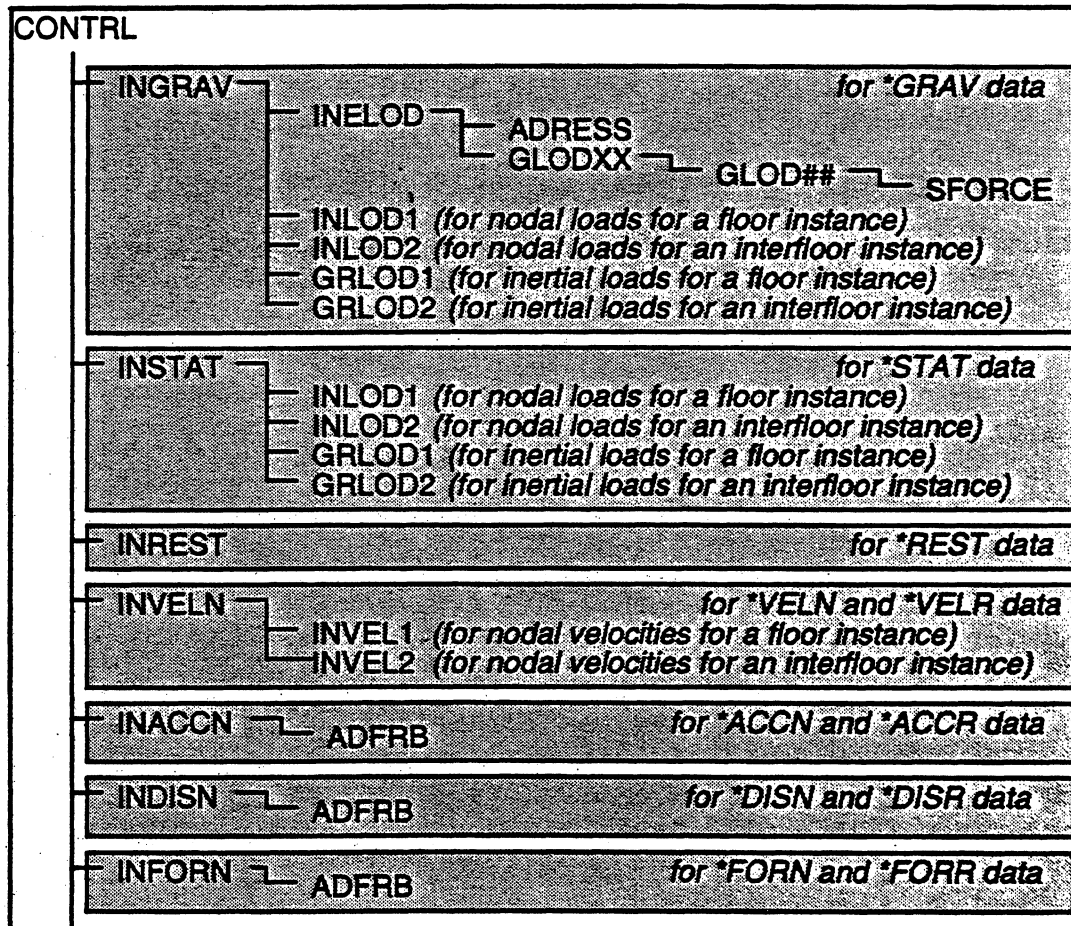 CONTRL
INGRAV for *GRAV data
INELOD
ADRESS
GLODXX
GLOD##
SFORCE
INLOD1 (for nodal loads for a floor instance)
INLOD2 (for nodal loads for an interfloor instance)
GRLOD1 (for inertial loads for a floor instance)
GRLOD2 (for inertial loads for an interfloor instance)
INSTAT for *STAT data
INLOD1 (for nodal loads for a floor instance)
INLOD2 (for nodal loads for an interfloor instance)
GRLOD1 (for inertial loads for a floor instance)
GRLOD2 (for inertial loads for an interfloor instance)
INREST for *REST data
INVELN for *VELN and *VELR data
INVEL1 (for nodal velocities for a floor instance)
INVEL2 (for nodal velocities for an interfloor instance)
INACCN for *ACCN and *ACCR data
ADFRB
INDISN for *DISN and *DISR data
ADFRB
INFORN for *FORN and *FORR data
ADFRB